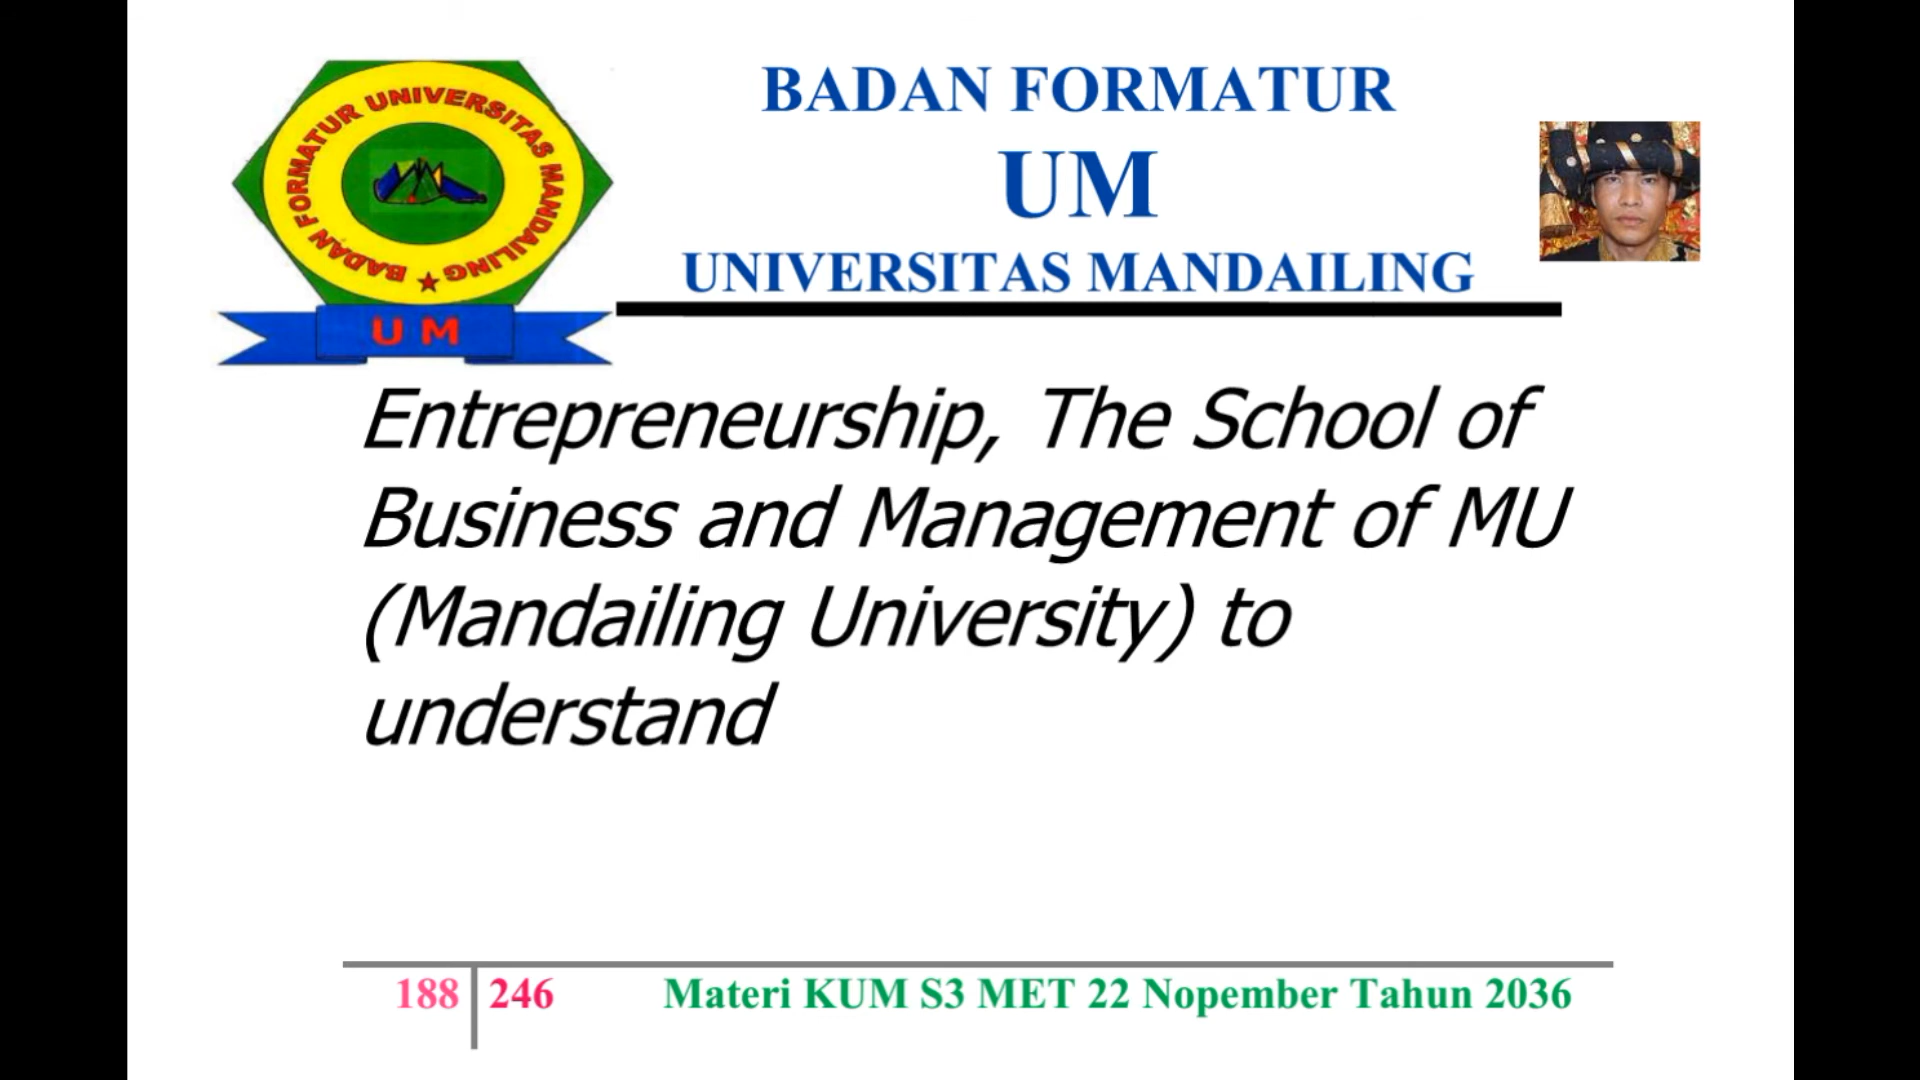 BADAN FORMATUR UNIVERSITAS MANDAILING
U M
BADAN FORMATUR
UM
UNIVERSITAS MANDAILING
Entrepreneurship, The School of
Business and Management of MU
(Mandailing University) to
understand
188 246 Materi KUM S3 MET 22 Nopember Tahun 2036